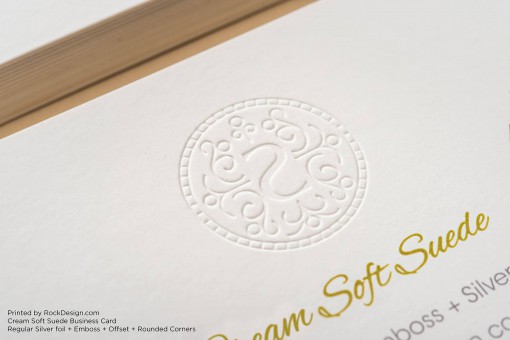 Cream Soft Suede
Emboss + Silver
Printed by RockDesign.com
Cream Soft Suede Business Card
Regular Silver foil + Emboss + Offset + Rounded Corners